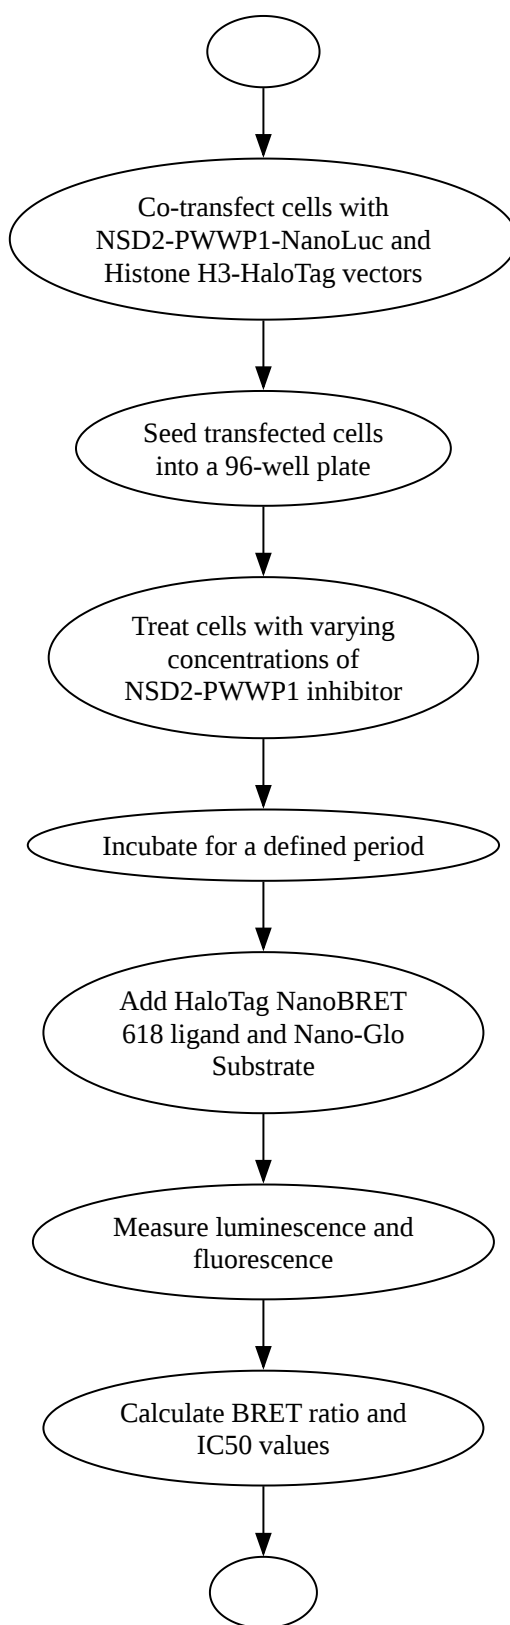 Co-transfect cells with
NSD2-PWWP1-NanoLuc and
Histone H3-HaloTag vectors
Seed transfected cells
into a 96-well plate
Treat cells with varying
concentrations of
NSD2-PWWP1 inhibitor
Incubate for a defined period
Add HaloTag NanoBRET
618 ligand and Nano-Glo
Substrate
Measure luminescence and
fluorescence
Calculate BRET ratio and
IC50 values